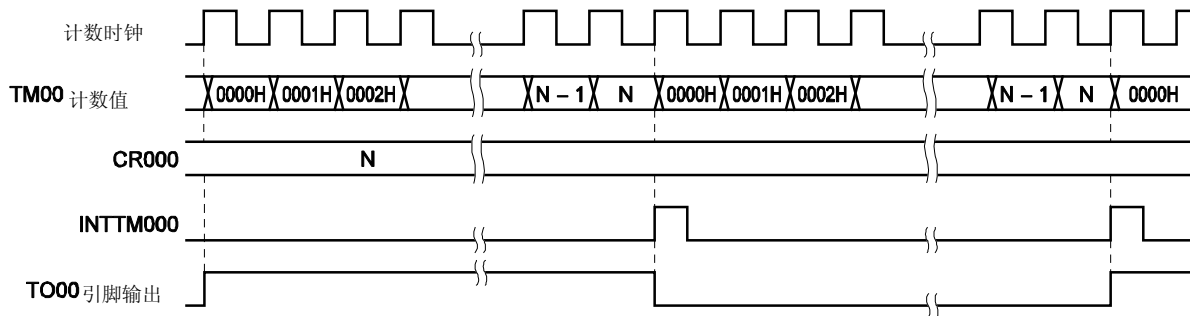 计数时钟
TM00 计数值 0000H 0001H 0002H N – 1 N 0000H 0001H 0002H N – 1 N 0000H
CR000 N
INTTM000
TO00 引脚输出